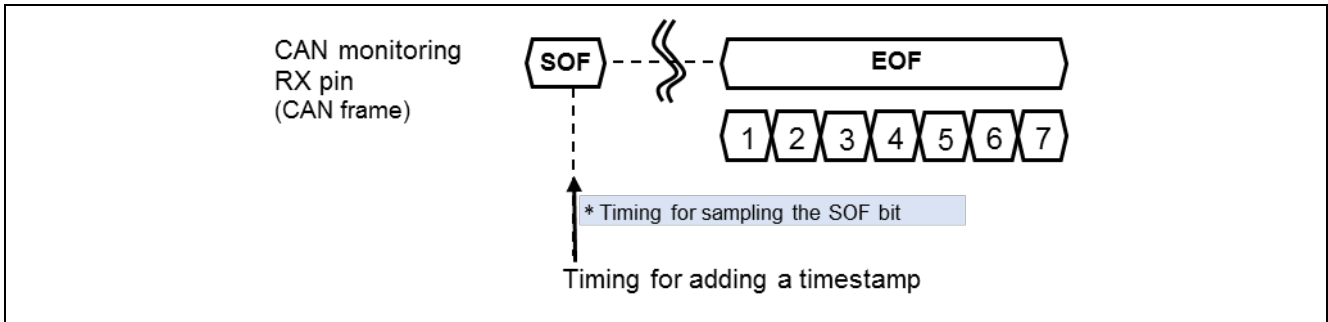 CAN monitoring
RX pin
(CAN frame)
SOF
EOF
1 2 3 4 5 6 7
* Timing for sampling the SOF bit
Timing for adding a timestamp